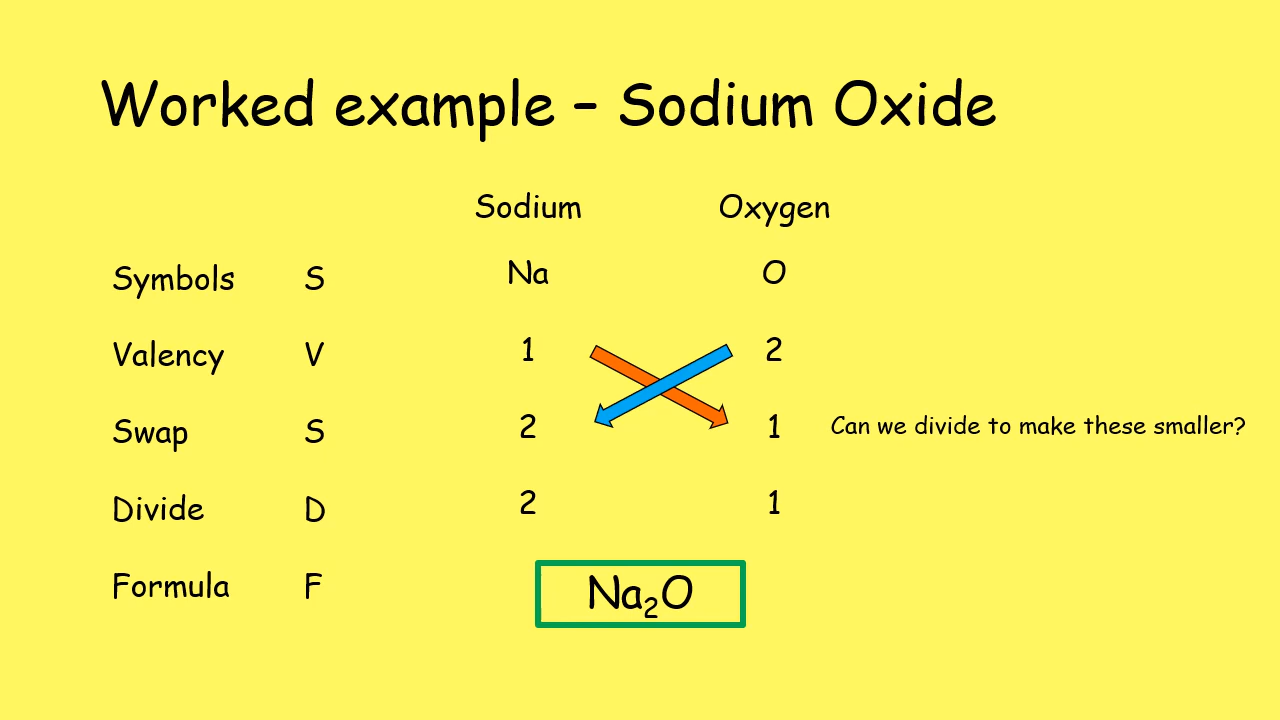 Worked example – Sodium Oxide
Sodium Oxygen
Symbols S Na O
Valency V 1 2
Swap S 2 1 Can we divide to make these smaller?
Divide D 2 1
Formula F Na₂O